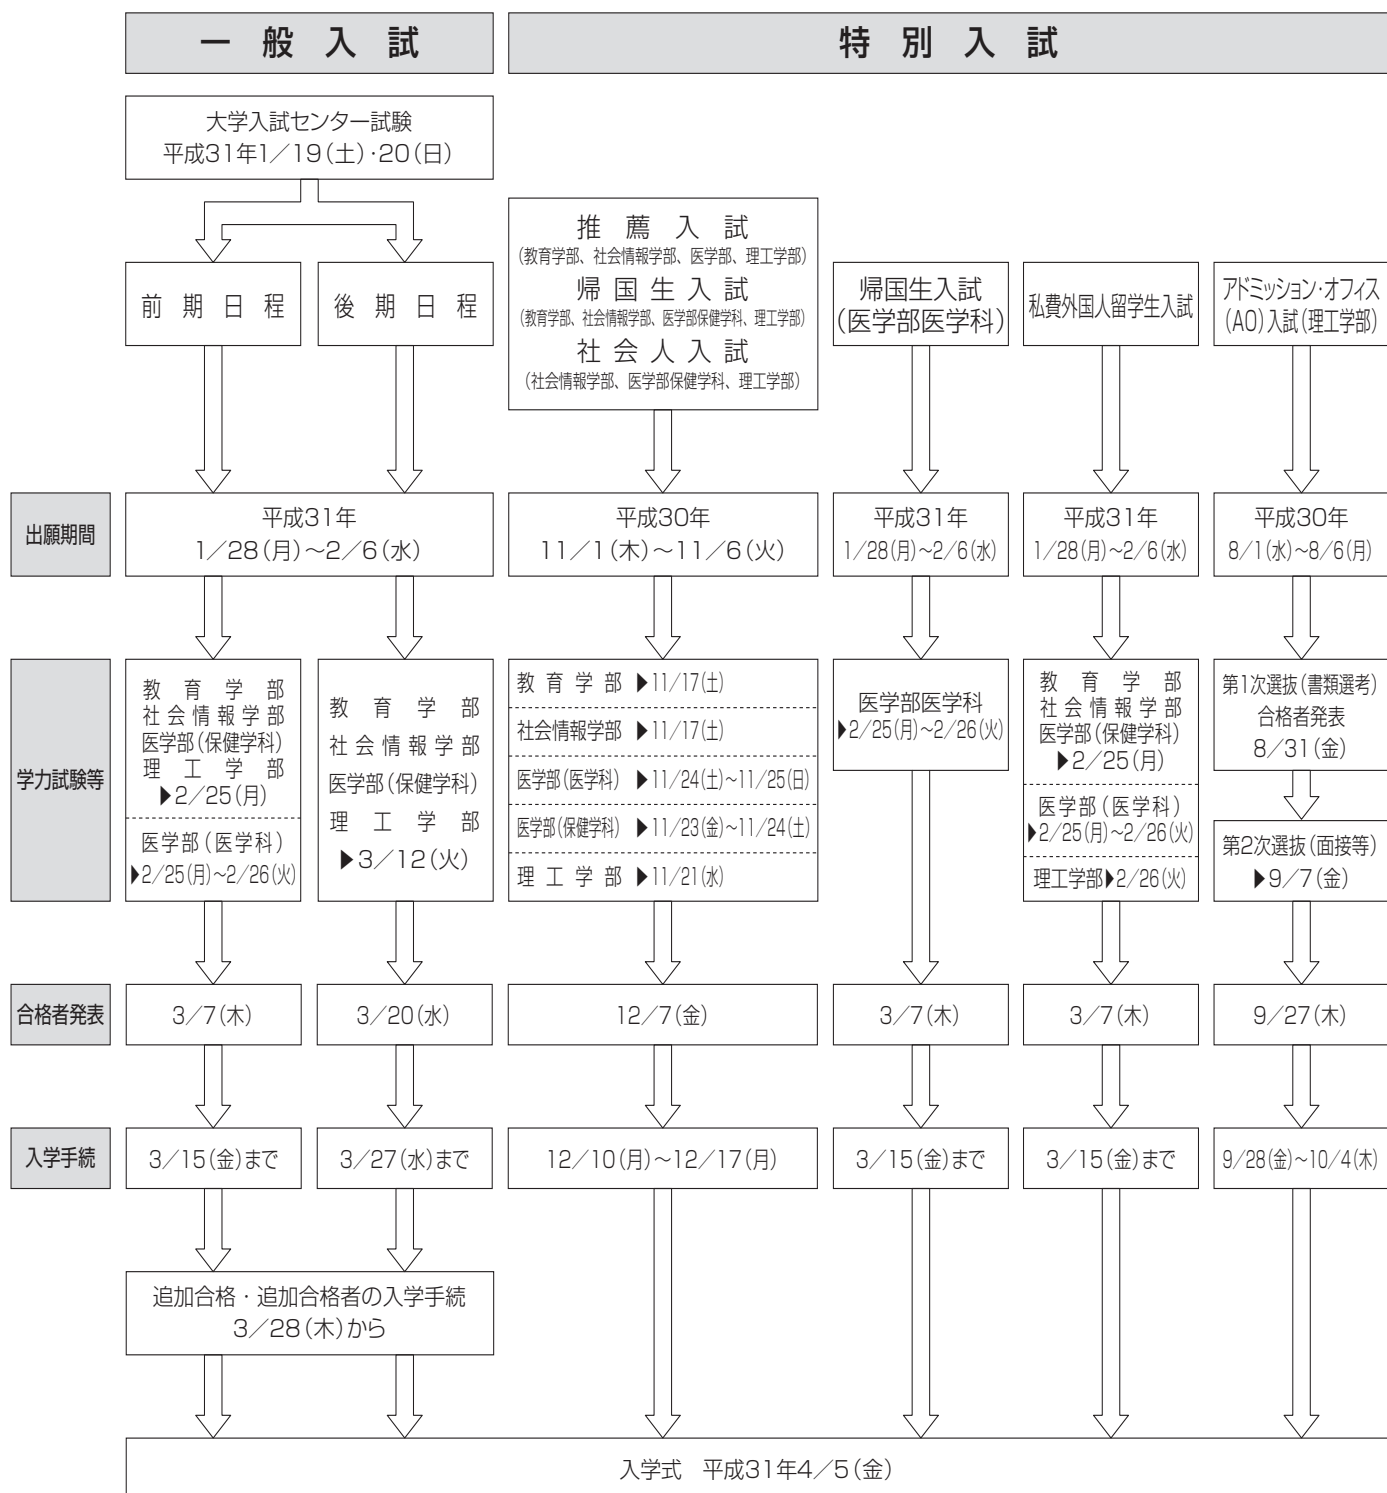 一般入試
特別入試
大学入試センター試験
平成31年1／19(土)・20(日)
前期日程
後期日程
推薦入試
(教育学部、社会情報学部、医学部、理工学部)
帰国生入試
(教育学部、社会情報学部、医学部保健学科、理工学部)
社会人入試
(社会情報学部、医学部保健学科、理工学部)
帰国生入試
(医学部医学科)
私費外国人留学生入試
アドミッション・オフィス
(AO)入試(理工学部)
出願期間
平成31年
1／28(月)～2／6(水)
平成30年
11／1(木)～11／6(火)
平成31年
1／28(月)～2／6(水)
平成31年
1／28(月)～2／6(水)
平成30年
8／1(水)～8／6(月)
学力試験等
教育学部
社会情報学部
医学部(保健学科)
理工学部
▶2／25(月)
医学部(医学科)
▶2／25(月)～2／26(火)
教育学部
社会情報学部
医学部(保健学科)
理工学部
▶3／12(火)
教育学部 ▶11/17(土)
社会情報学部 ▶11/17(土)
医学部(医学科) ▶11/24(土)～11/25(日)
医学部(保健学科) ▶11/23(金)～11/24(土)
理工学部 ▶11/21(水)
医学部医学科
▶2／25(月)～2／26(火)
教育学部
社会情報学部
医学部(保健学科)
▶2／25(月)
医学部(医学科)
▶2／25(月)～2／26(火)
理工学部▶2／26(火)
第1次選抜(書類選考)
合格者発表
8／31(金)
第2次選抜(面接等)
▶9／7(金)
合格者発表
3／7(木)
3／20(水)
12／7(金)
3／7(木)
3／7(木)
9／27(木)
入学手続
3／15(金)まで
3／27(水)まで
12／10(月)～12／17(月)
3／15(金)まで
3／15(金)まで
9／28(金)～10／4(木)
追加合格・追加合格者の入学手続
3／28(木)から
入学式　平成31年4／5(金)